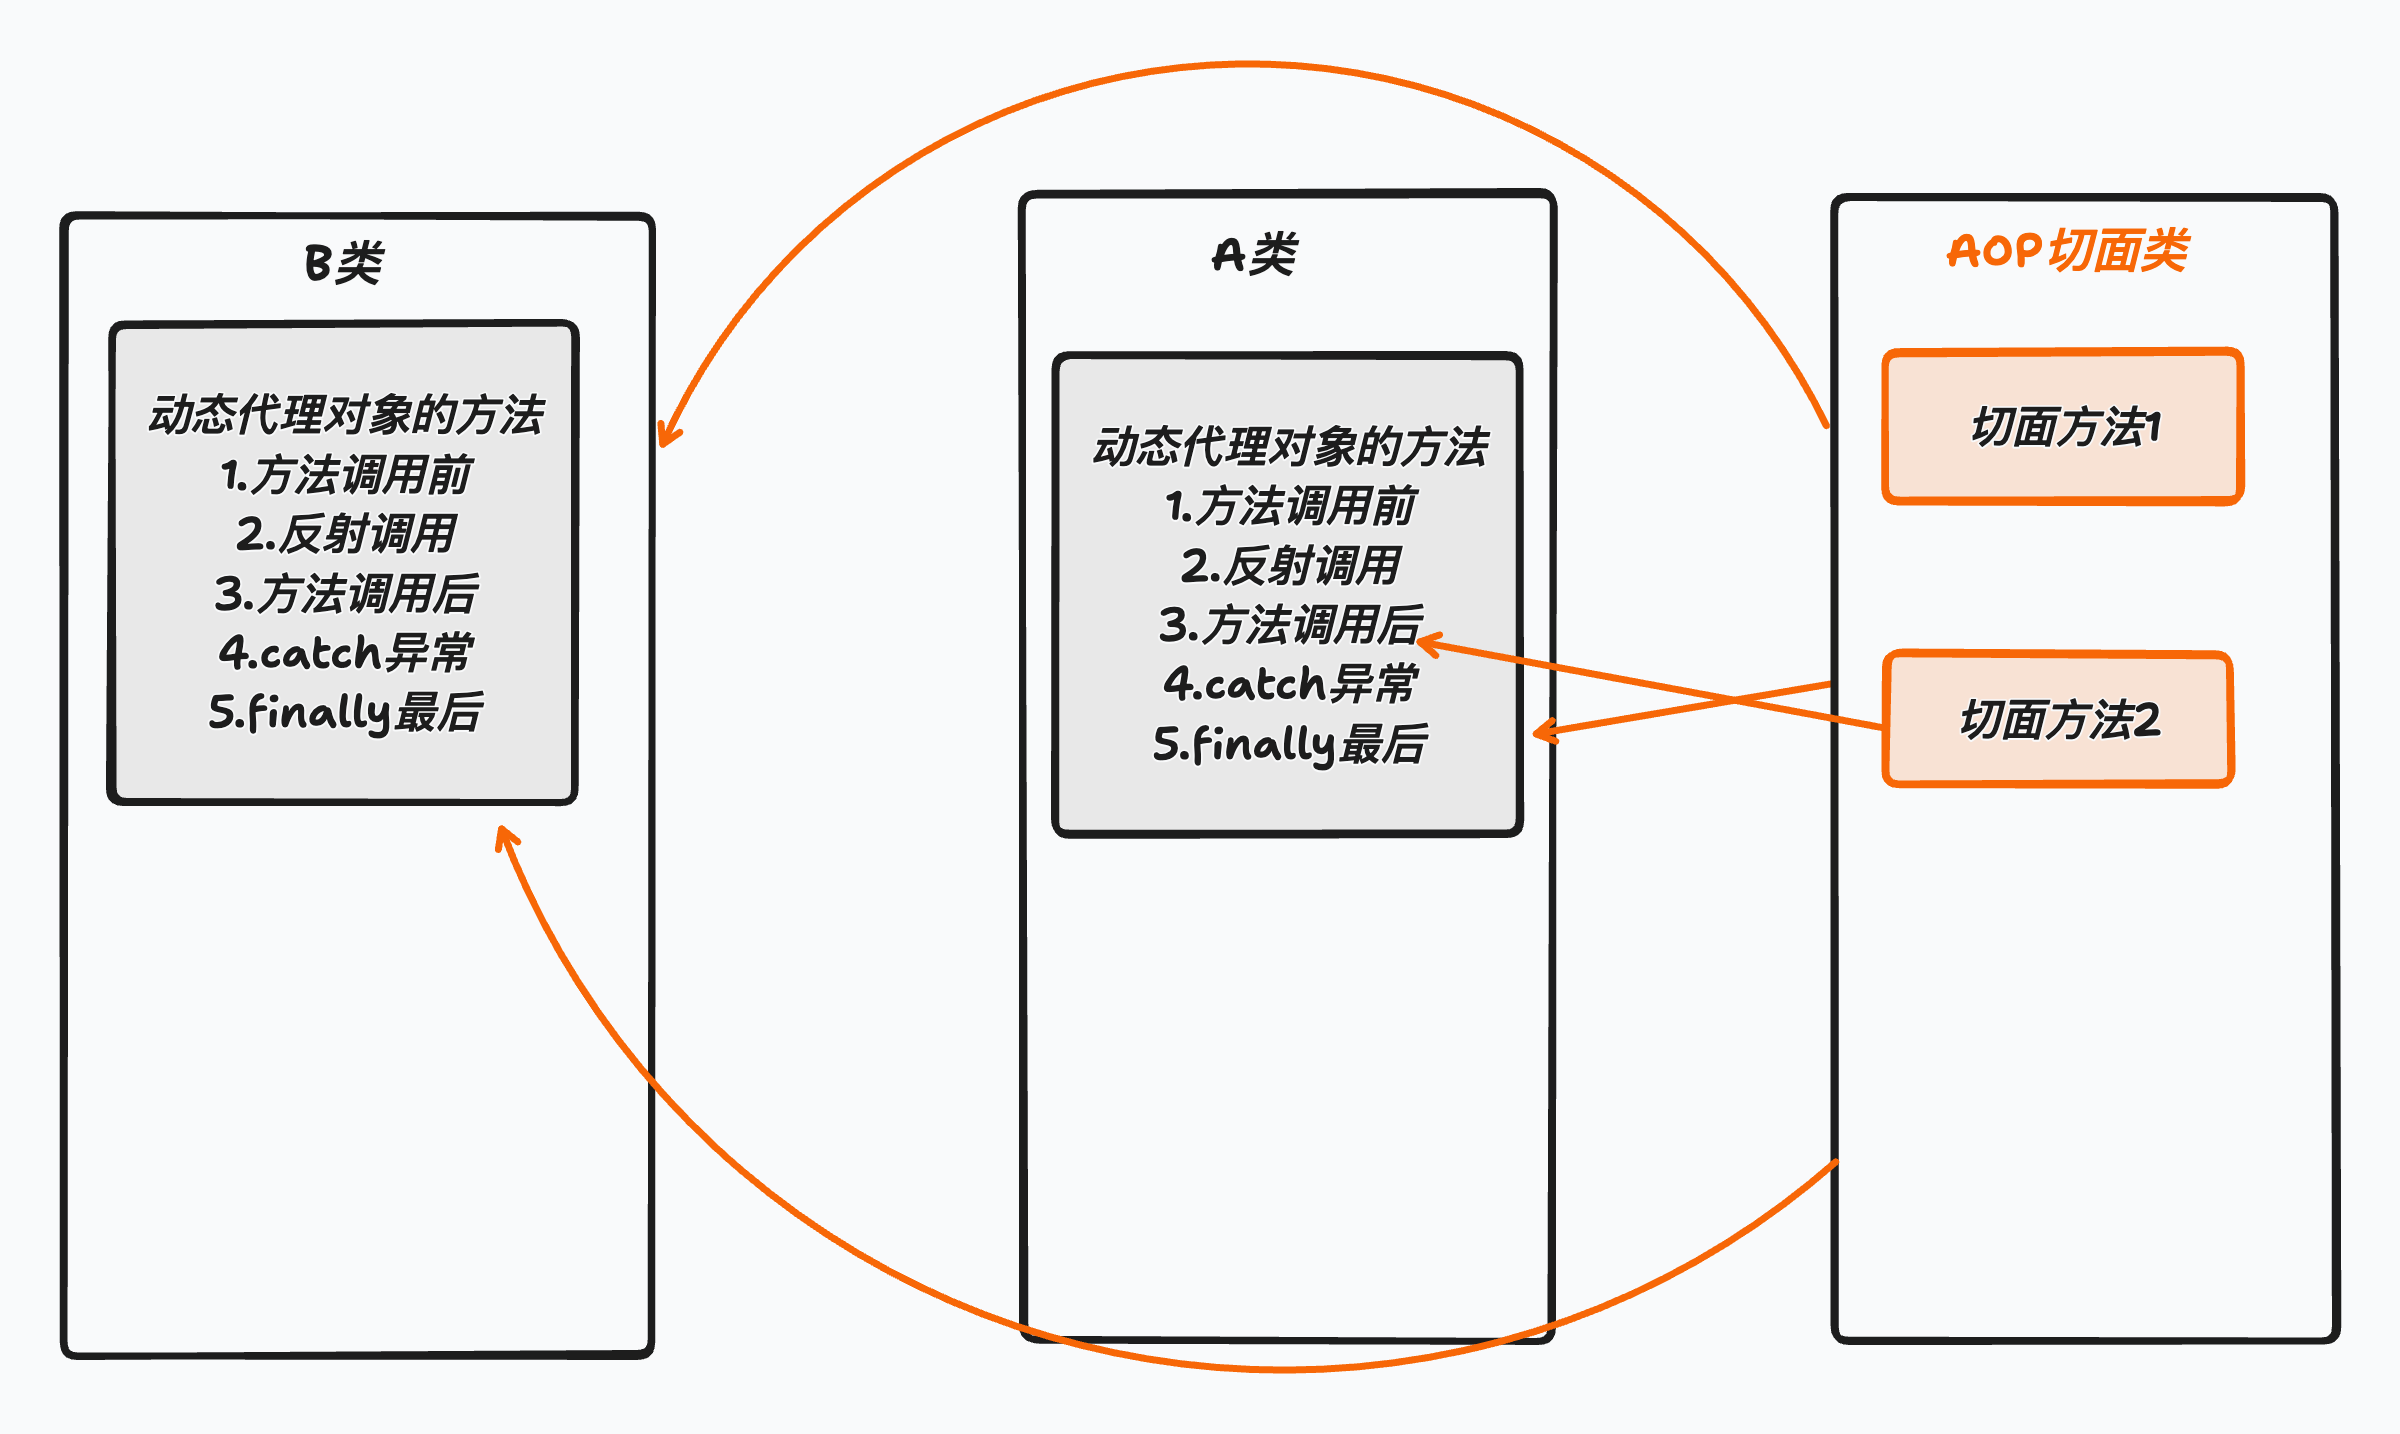 B类
动态代理对象的方法
1.方法调用前
2.反射调用
3.方法调用后
4.catch异常
5.finally最后
A类
动态代理对象的方法
1.方法调用前
2.反射调用
3.方法调用后
4.catch异常
5.finally最后
AOP切面类
切面方法1
切面方法2